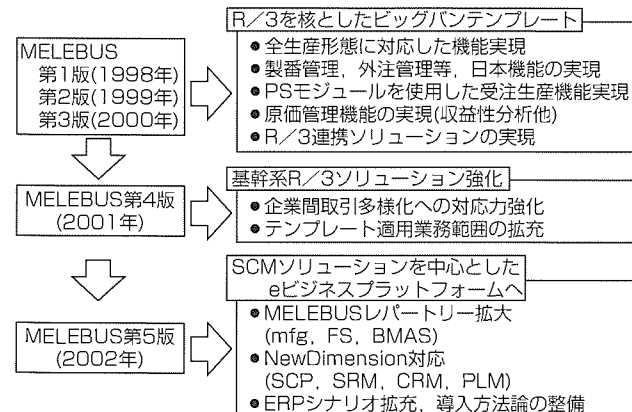 MELEBUS
第1版(1998年)
第2版(1999年)
第3版(2000年)
R/3を核としたビッグバンテンプレート
●全生産形態に対応した機能実現
●製番管理，外注管理等，日本機能の実現
●PSモジュールを使用した受注生産機能実現
●原価管理機能の実現(収益性分析他)
●R/3連携ソリューションの実現
MELEBUS第4版
(2001年)
基幹系R/3ソリューション強化
●企業間取引多様化への対応力強化
●テンプレート適用業務範囲の拡充
MELEBUS第5版
(2002年)
SCMソリューションを中心とした
eビジネスプラットフォームへ
●MELEBUSレパートリー拡大
(mfg，FS，BMAS)
●NewDimension対応
(SCP，SRM，CRM，PLM)
●ERPシナリオ拡充，導入方法論の整備